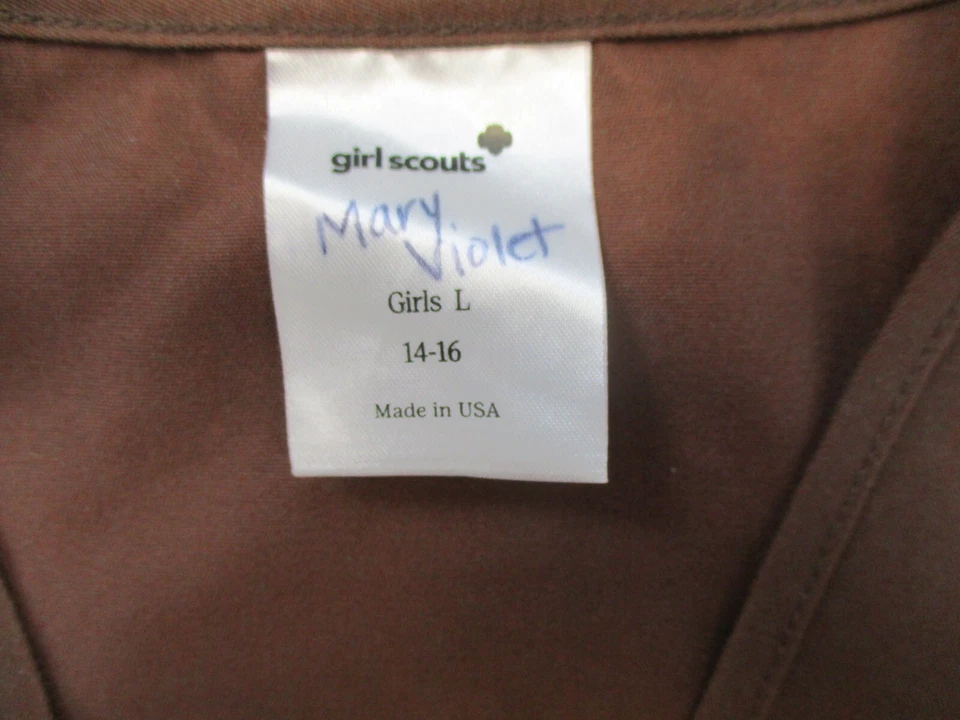 girl scouts
Mary
Violet
Girls L
14-16
Made in USA